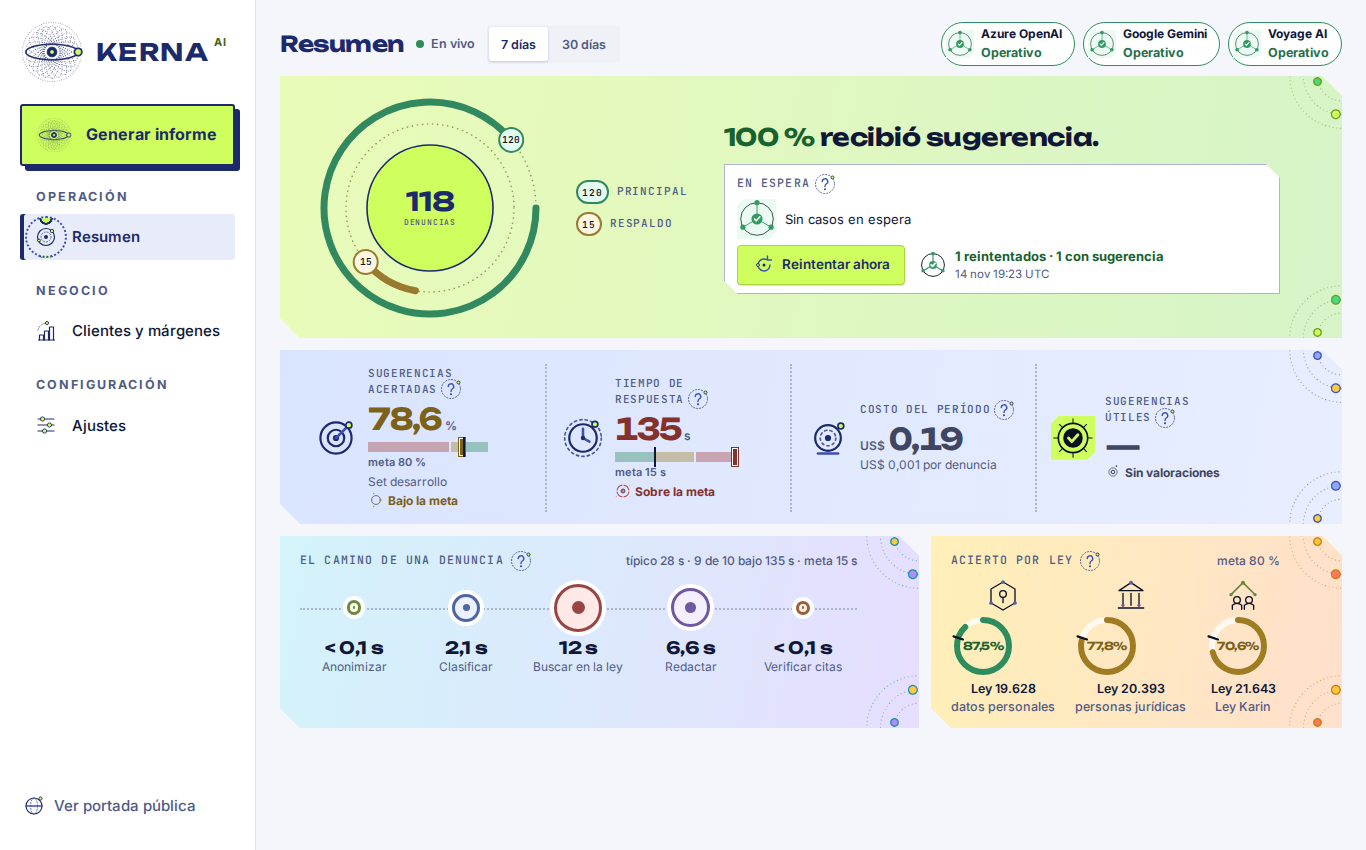 KERNA AI
Generar informe
OPERACIÓN
Resumen
NEGOCIO
Clientes y márgenes
CONFIGURACIÓN
Ajustes
Ver portada pública
Resumen
En vivo
7 días
30 días
Azure OpenAI
Operativo
Google Gemini
Operativo
Voyage AI
Operativo
120
118
DENUNCIAS
15
120 PRINCIPAL
15 RESPALDO
100 % recibió sugerencia.
EN ESPERA ?
Sin casos en espera
Reintentar ahora
1 reintentados · 1 con sugerencia
14 nov 19:23 UTC
SUGERENCIAS
ACERTADAS ?
78,6 %
meta 80 %
Set desarrollo
Bajo la meta
TIEMPO DE
RESPUESTA ?
135 s
meta 15 s
Sobre la meta
COSTO DEL PERÍODO ?
US$ 0,19
US$ 0,001 por denuncia
SUGERENCIAS
ÚTILES ?
—
Sin valoraciones
EL CAMINO DE UNA DENUNCIA ?
típico 28 s · 9 de 10 bajo 135 s · meta 15 s
< 0,1 s
Anonimizar
2,1 s
Clasificar
12 s
Buscar en la ley
6,6 s
Redactar
< 0,1 s
Verificar citas
ACIERTO POR LEY ?
meta 80 %
87,5%
Ley 19.628
datos personales
77,8%
Ley 20.393
personas jurídicas
70,6%
Ley 21.643
Ley Karin